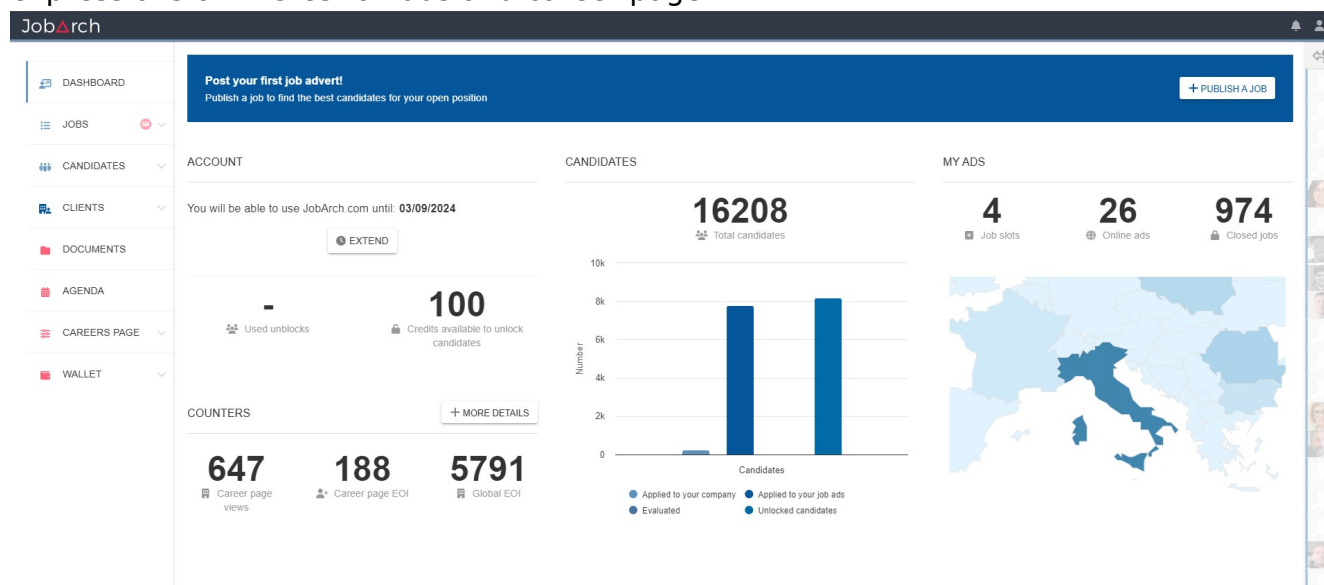 Job△rch
DASHBOARD
JOBS
CANDIDATES
CLIENTS
DOCUMENTS
AGENDA
CAREERS PAGE
WALLET
Post your first job advert!
Publish a job to find the best candidates for your open position
+ PUBLISH A JOB
ACCOUNT
You will be able to use JobArch.com until: 03/09/2024
EXTEND
-
Used unblocks
100
Credits available to unlock
candidates
COUNTERS
+ MORE DETAILS
647
Career page
views
188
Career page EOI
5791
Global EOI
CANDIDATES
16208
Total candidates
10k
8k
6k
4k
2k
0
Number
Candidates
Applied to your company
Applied to your job ads
Evaluated
Unlocked candidates
MY ADS
4
Job slots
26
Online ads
974
Closed jobs